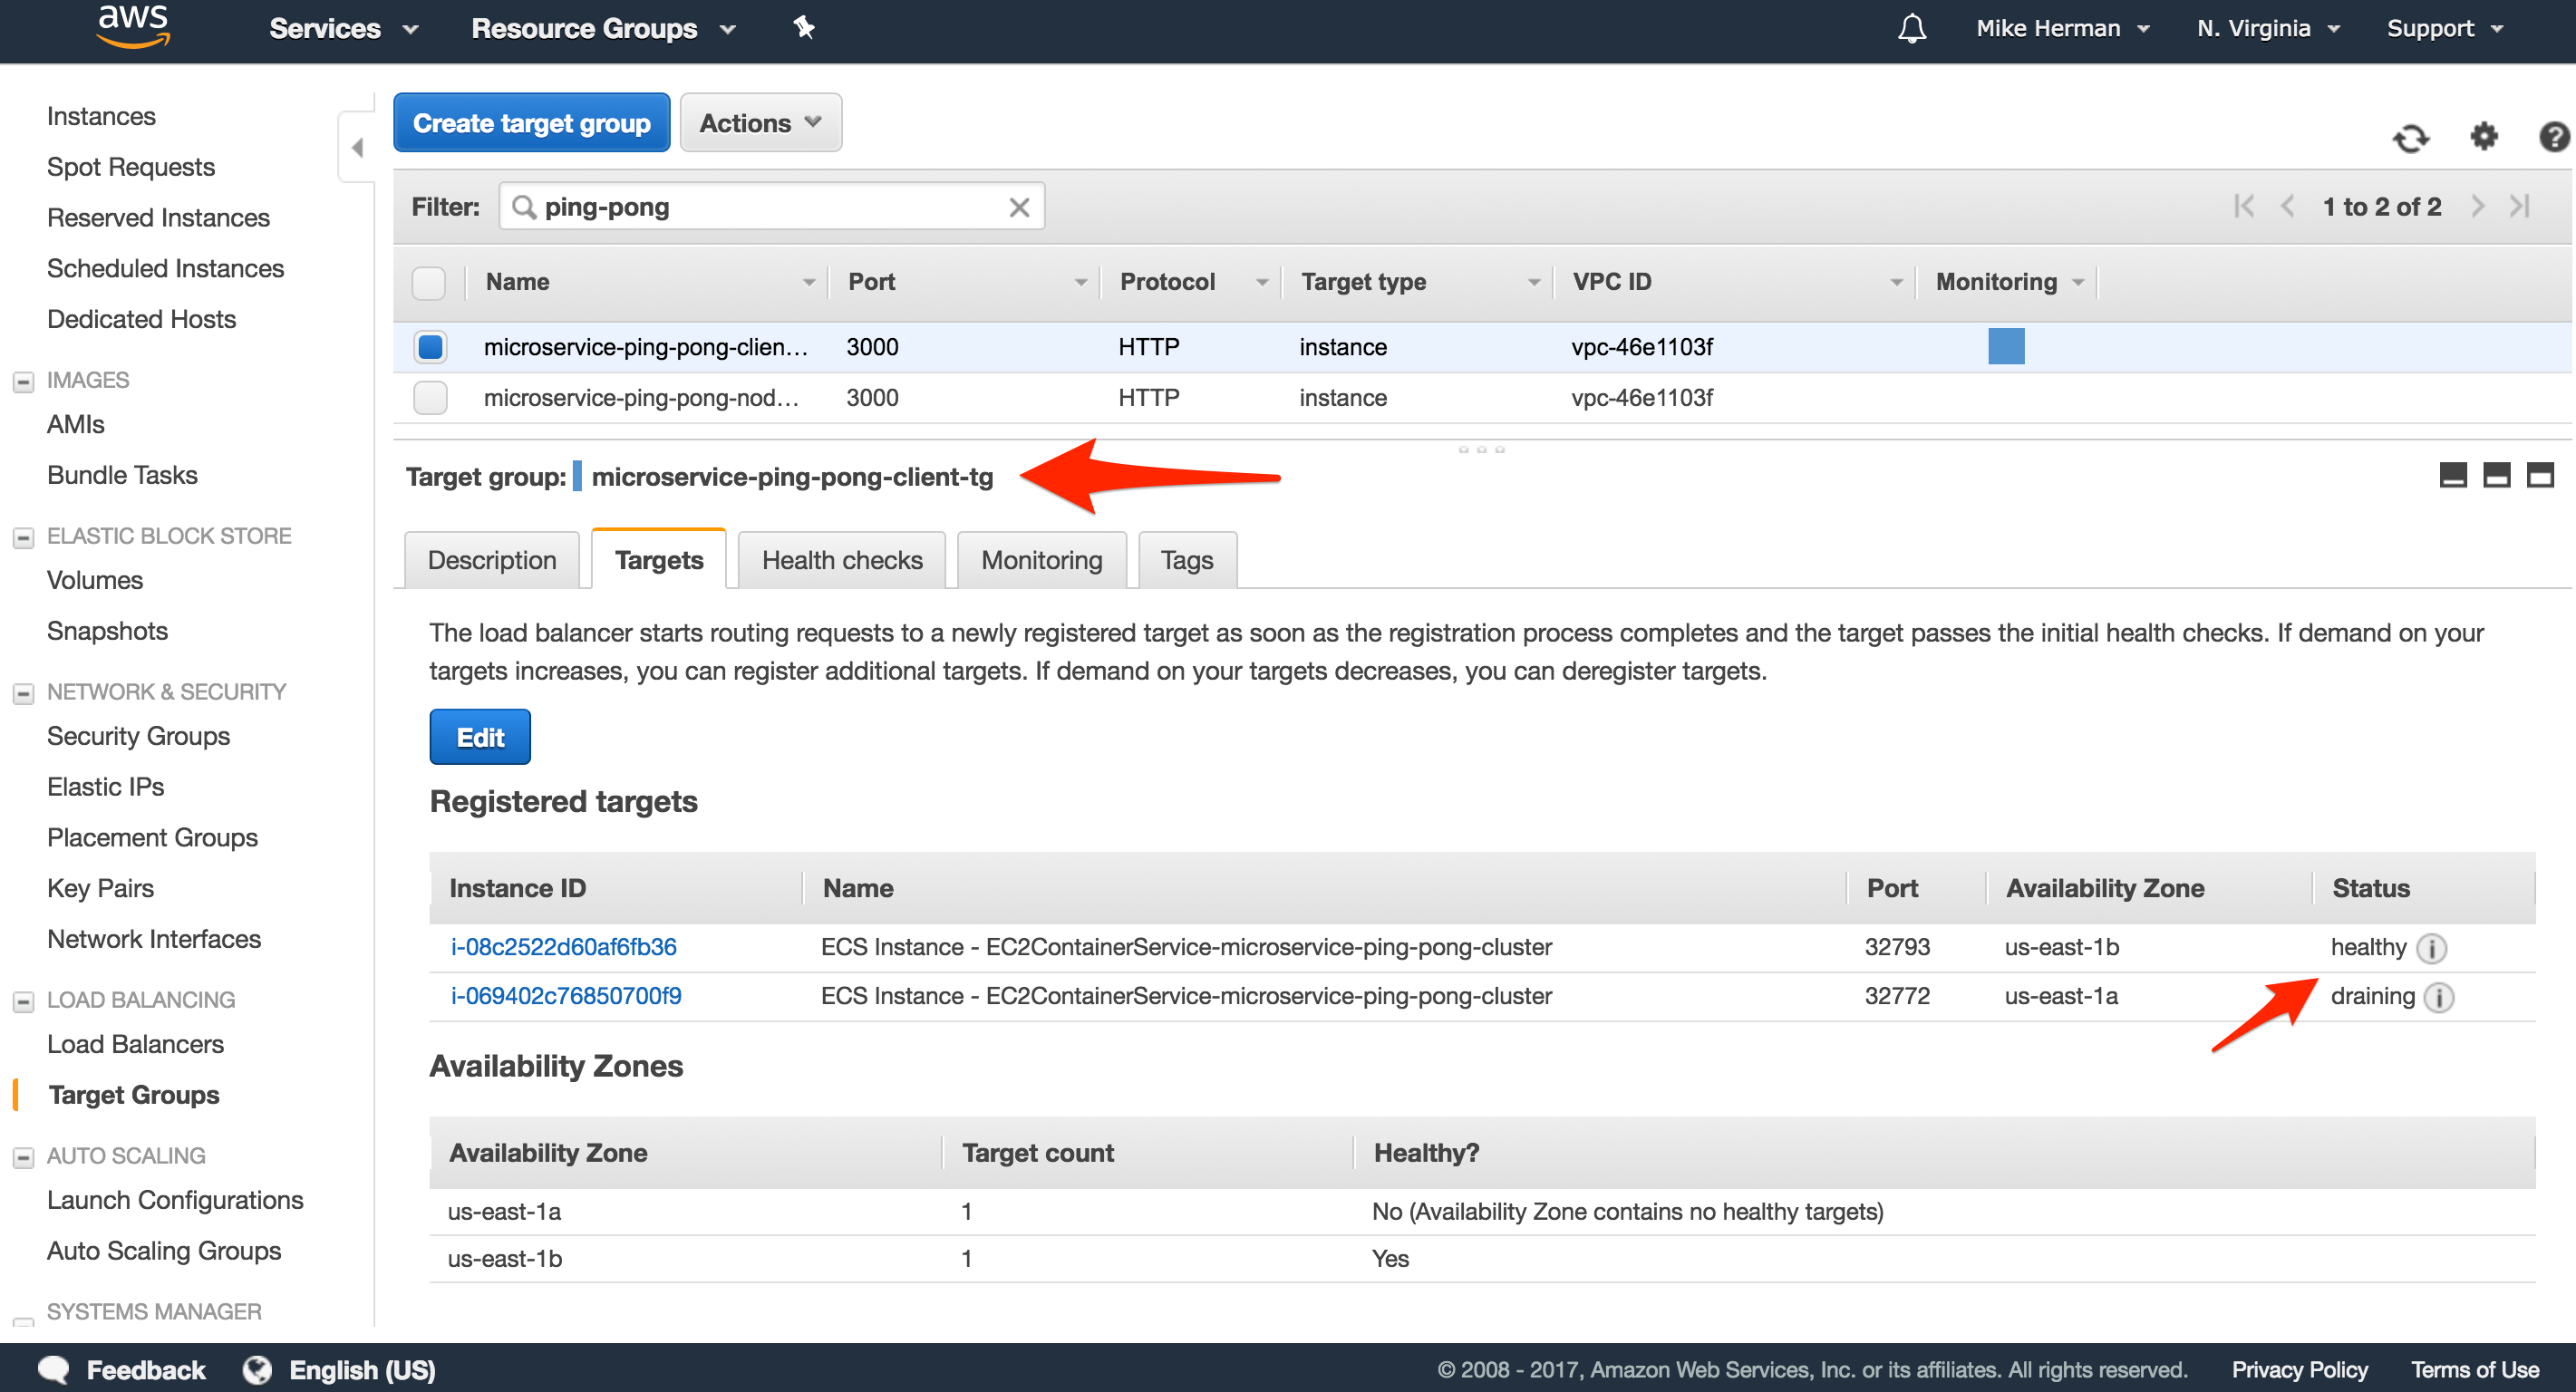 aws Services Resource Groups Mike Herman N. Virginia Support
Instances
Spot Requests
Reserved Instances
Scheduled Instances
Dedicated Hosts
IMAGES
AMIs
Bundle Tasks
ELASTIC BLOCK STORE
Volumes
Snapshots
NETWORK & SECURITY
Security Groups
Elastic IPs
Placement Groups
Key Pairs
Network Interfaces
LOAD BALANCING
Load Balancers
Target Groups
AUTO SCALING
Launch Configurations
Auto Scaling Groups
SYSTEMS MANAGER
Create target group Actions
Filter: ping-pong 1 to 2 of 2
Name Port Protocol Target type VPC ID Monitoring
microservice-ping-pong-clien... 3000 HTTP instance vpc-46e1103f
microservice-ping-pong-nod... 3000 HTTP instance vpc-46e1103f
Target group: microservice-ping-pong-client-tg
Description Targets Health checks Monitoring Tags
The load balancer starts routing requests to a newly registered target as soon as the registration process completes and the target passes the initial health checks. If demand on your
targets increases, you can register additional targets. If demand on your targets decreases, you can deregister targets.
Edit
Registered targets
Instance ID Name Port Availability Zone Status
i-08c2522d60af6fb36 ECS Instance - EC2ContainerService-microservice-ping-pong-cluster 32793 us-east-1b healthy
i-069402c76850700f9 ECS Instance - EC2ContainerService-microservice-ping-pong-cluster 32772 us-east-1a draining
Availability Zones
Availability Zone Target count Healthy?
us-east-1a 1 No (Availability Zone contains no healthy targets)
us-east-1b 1 Yes
Feedback English (US) © 2008 - 2017, Amazon Web Services, Inc. or its affiliates. All rights reserved. Privacy Policy Terms of Use